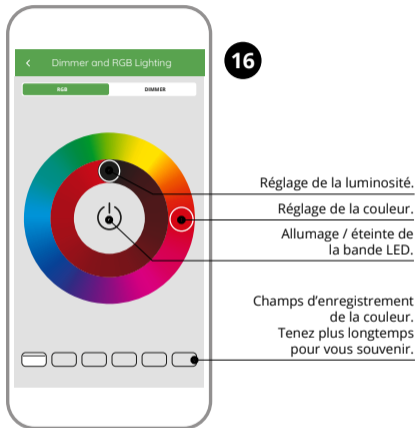 Dimmer and RGB Lighting
16
RGB
DIMMER
Réglage de la luminosité.
Réglage de la couleur.
Allumage / éteinte de
la bande LED.
Champs d'enregistrement
de la couleur.
Tenez plus longtemps
pour vous souvenir.